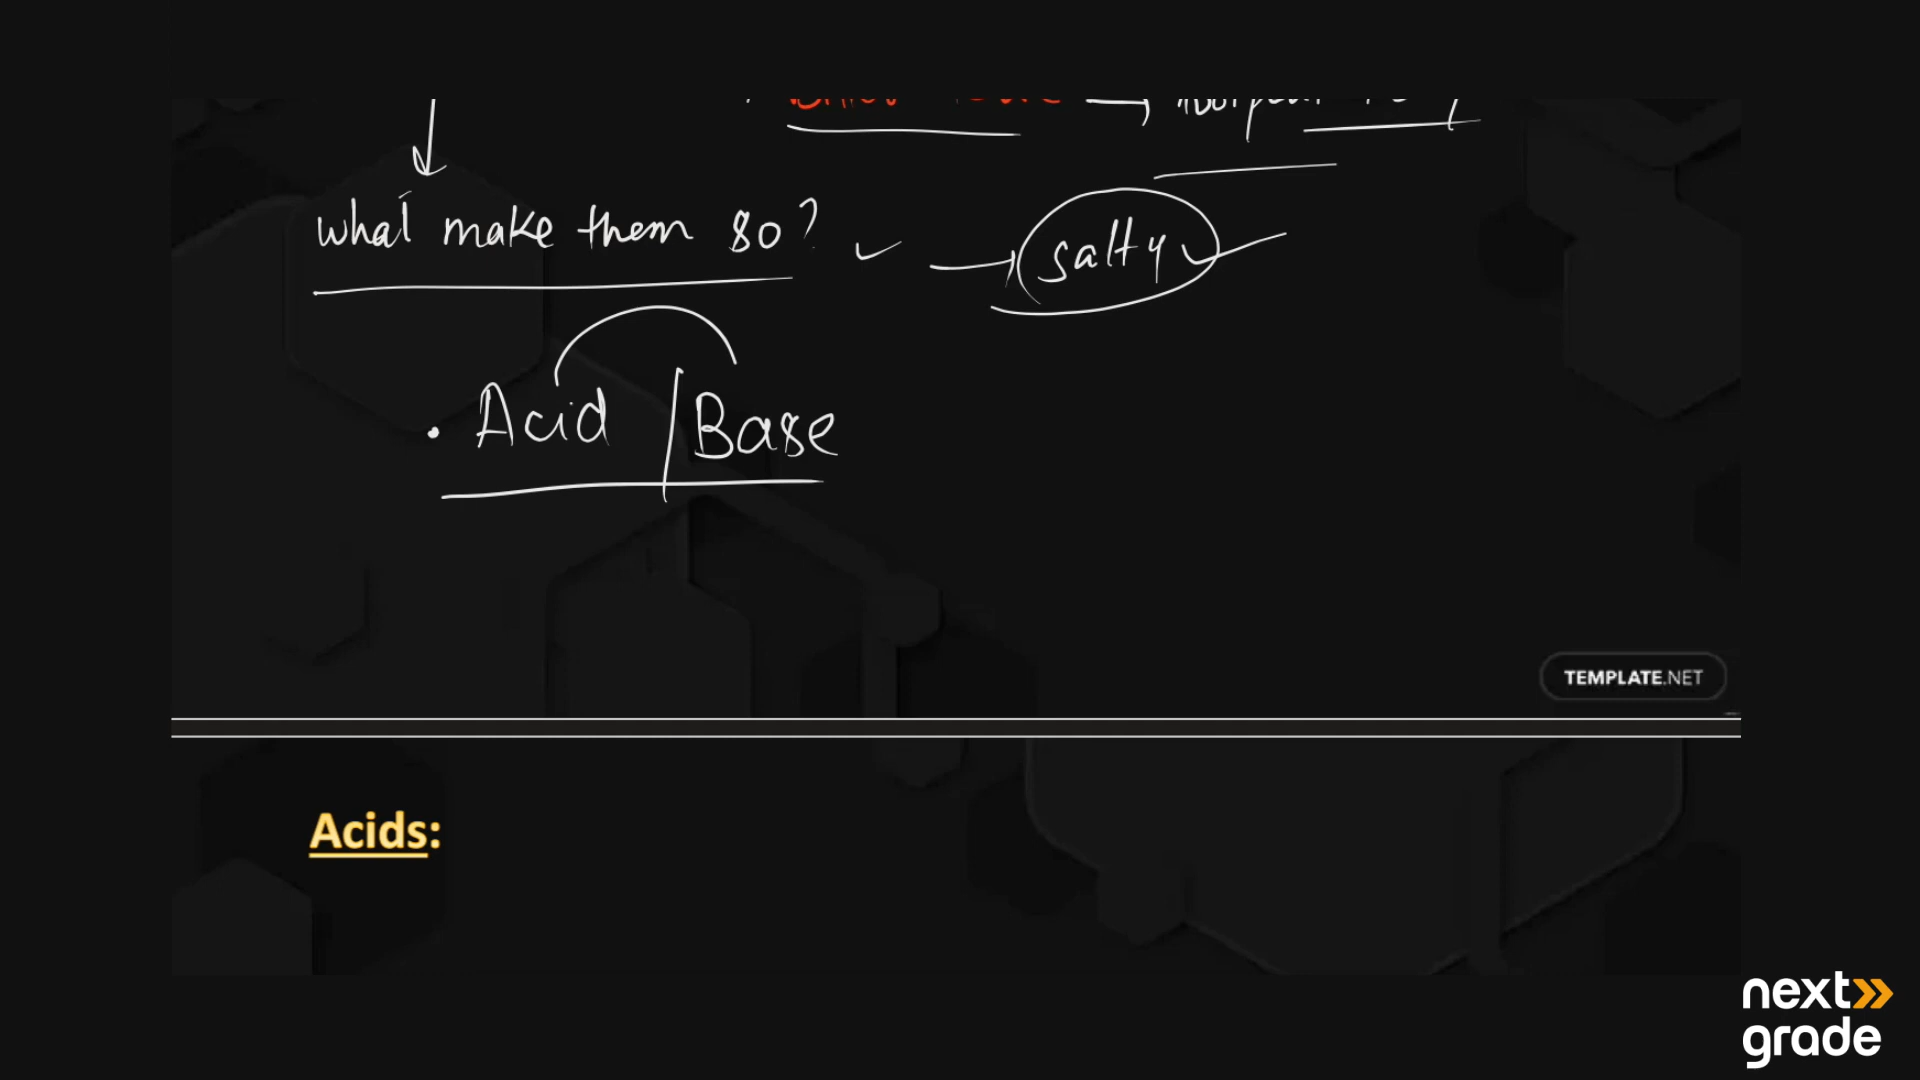 what make them so?
→ salty
• Acid / Base
TEMPLATE.NET
Acids:
next
grade